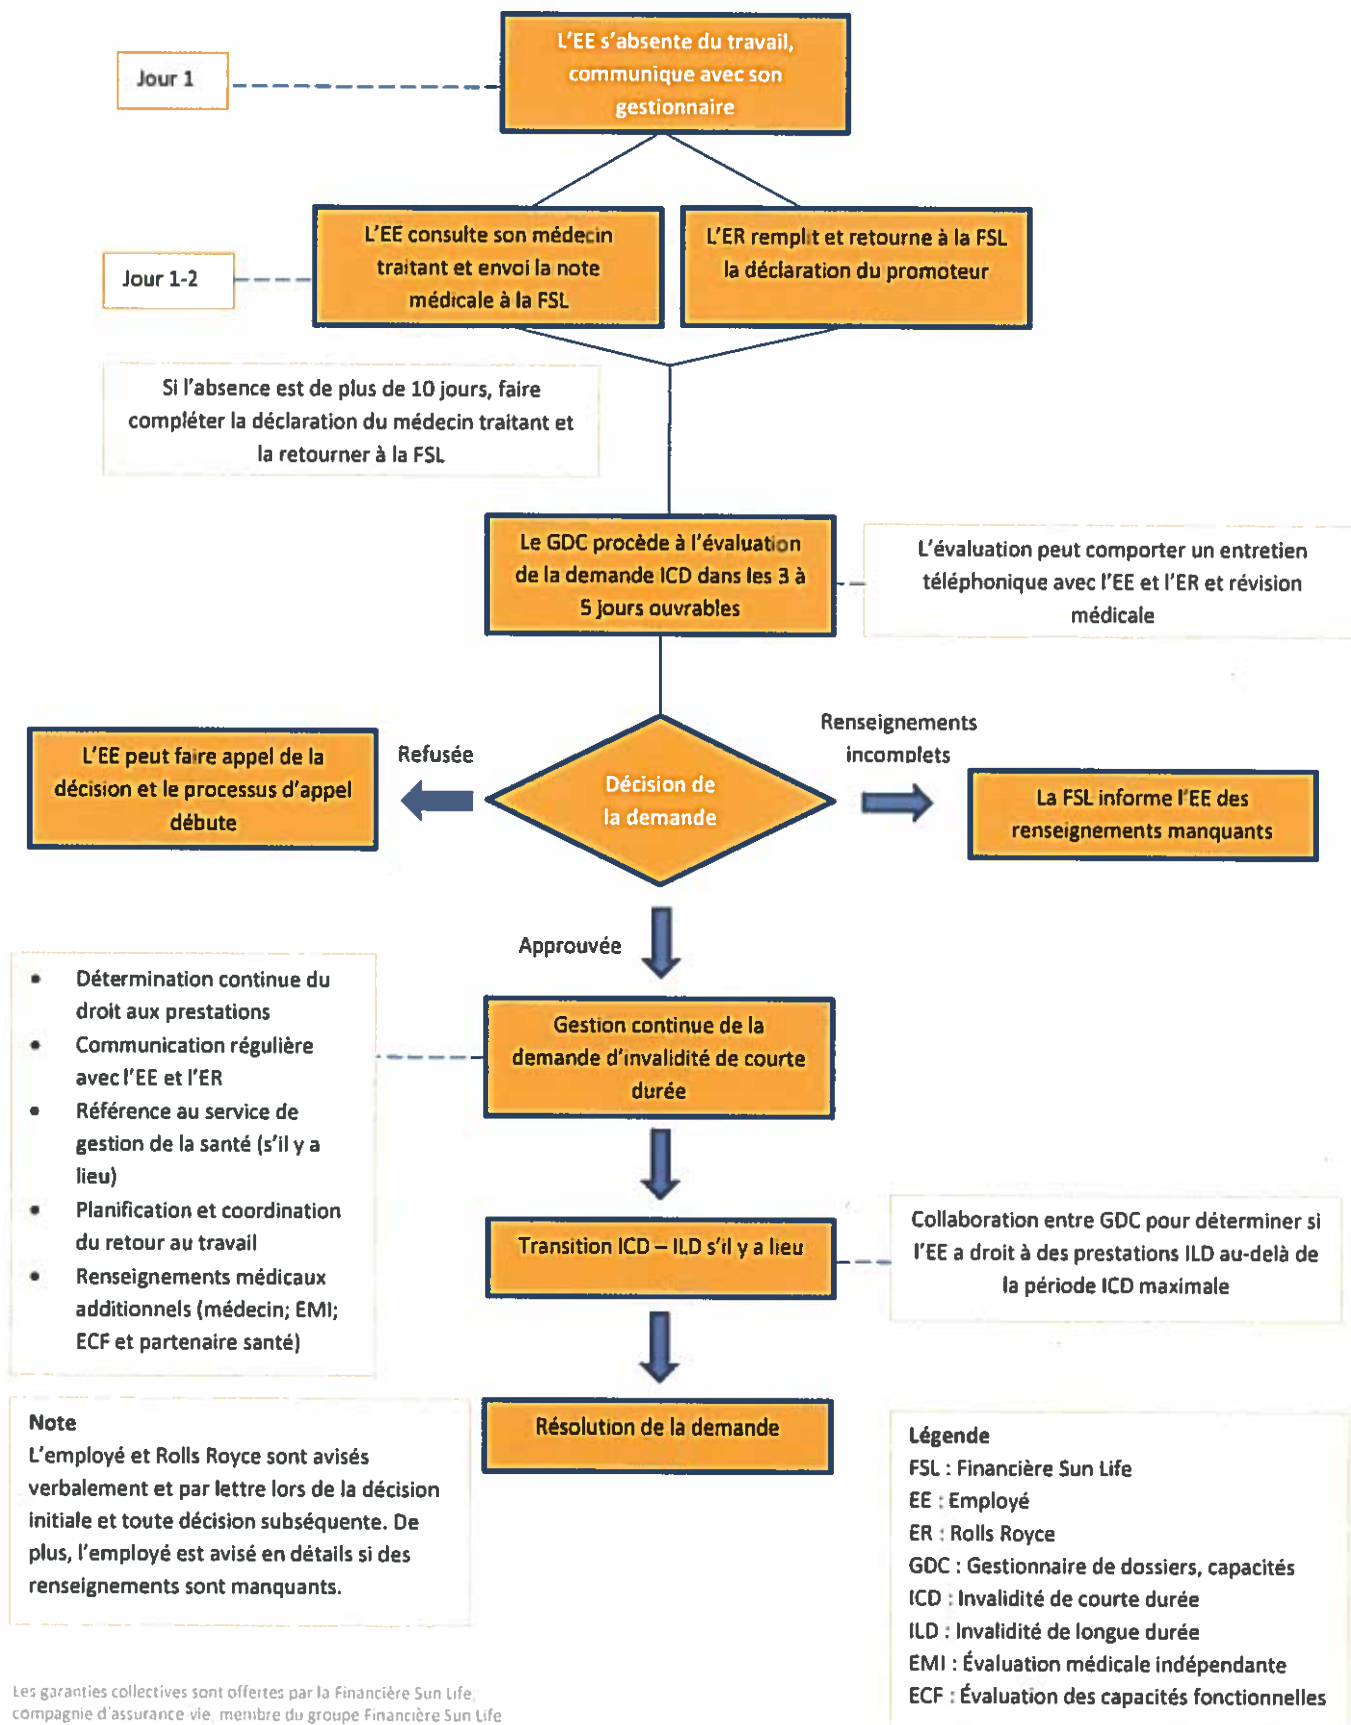 L'EE s'absente du travail,
communique avec son
gestionnaire
Jour 1
L'EE consulte son médecin
traitant et envoi la note
médicale à la FSL
L'ER remplit et retourne à la FSL
la déclaration du promoteur
Jour 1-2
Si l'absence est de plus de 10 jours, faire
compléter la déclaration du médecin traitant et
la retourner à la FSL
Le GDC procède à l'évaluation
de la demande ICD dans les 3 à
5 jours ouvrables
L'évaluation peut comporter un entretien
téléphonique avec l'EE et l'ER et révision
médicale
L'EE peut faire appel de la
décision et le processus d'appel
débute
Refusée
Décision de
la demande
Renseignements
incomplets
La FSL informe l'EE des
renseignements manquants
Approuvée
• Détermination continue du
droit aux prestations
• Communication régulière
avec l'EE et l'ER
• Référence au service de
gestion de la santé (s'il y a
lieu)
• Planification et coordination
du retour au travail
• Renseignements médicaux
additionnels (médecin; EMI;
ECF et partenaire santé)
Gestion continue de la
demande d'invalidité de courte
durée
Transition ICD – ILD s'il y a lieu
Collaboration entre GDC pour déterminer si
l'EE a droit à des prestations ILD au-delà de
la période ICD maximale
Résolution de la demande
Note
L'employé et Rolls Royce sont avisés
verbalement et par lettre lors de la décision
initiale et toute décision subséquente. De
plus, l'employé est avisé en détails si des
renseignements sont manquants.
Légende
FSL : Financière Sun Life
EE : Employé
ER : Rolls Royce
GDC : Gestionnaire de dossiers, capacités
ICD : Invalidité de courte durée
ILD : Invalidité de longue durée
EMI : Évaluation médicale indépendante
ECF : Évaluation des capacités fonctionnelles
Les garanties collectives sont offertes par la Financière Sun Life,
compagnie d'assurance vie, membre du groupe Financière Sun Life